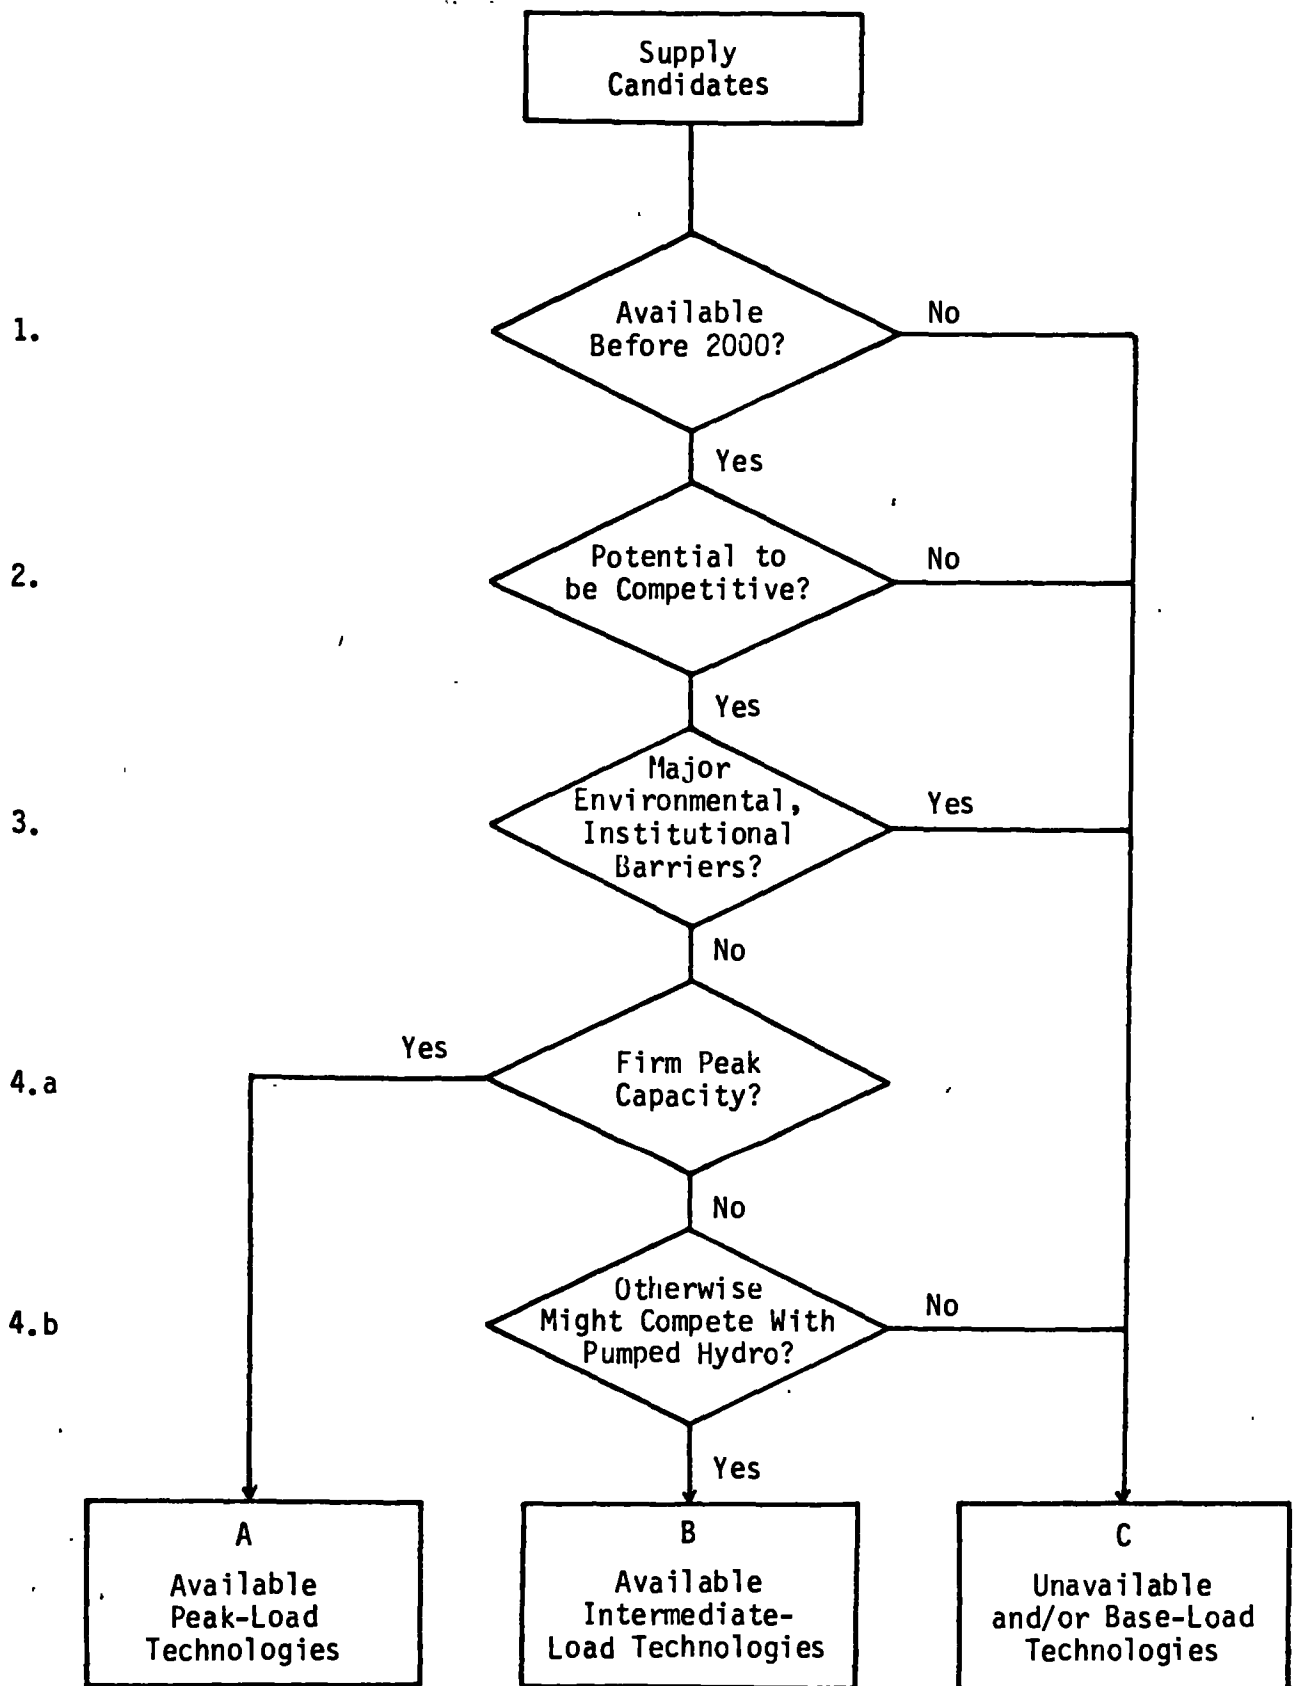 Supply
Candidates
1.
Available
Before 2000?
No
Yes
2.
Potential to
be Competitive?
No
Yes
3.
Major
Environmental,
Institutional
Barriers?
Yes
No
4.a
Yes
Firm Peak
Capacity?
No
4.b
Otherwise
Might Compete With
Pumped Hydro?
No
Yes
A
Available
Peak-Load
Technologies
B
Available
Intermediate-
Load Technologies
C
Unavailable
and/or Base-Load
Technologies